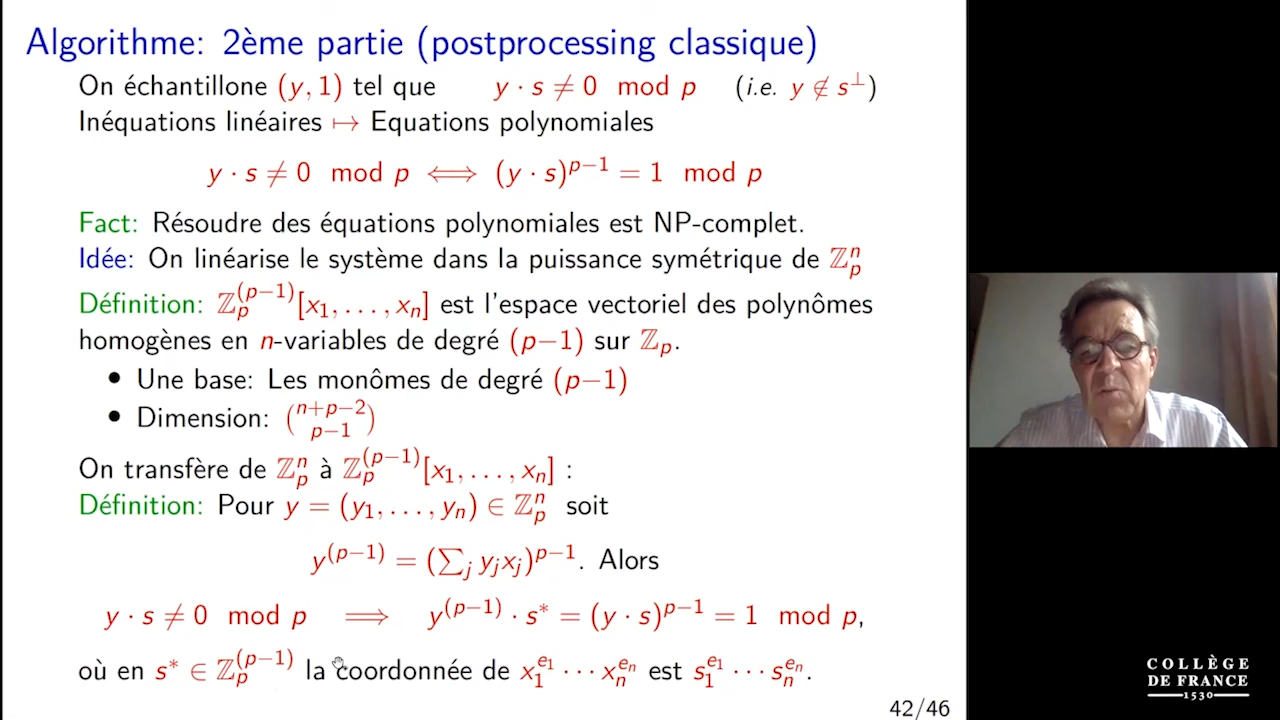 Algorithme: 2ème partie (postprocessing classique)
On échantillone (y, 1) tel que y · s ≠ 0 mod p (i.e. y ∉ s^⊥)
Inéquations linéaires ↦ Equations polynomiales
y · s ≠ 0 mod p ⟺ (y · s)^{p−1} = 1 mod p
Fact: Résoudre des équations polynomiales est NP-complet.
Idée: On linéarise le système dans la puissance symétrique de ℤ_p^n
Définition: ℤ_p^{(p−1)}[x_1, . . . , x_n] est l'espace vectoriel des polynômes
homogènes en n-variables de degré (p−1) sur ℤ_p.
• Une base: Les monômes de degré (p−1)
• Dimension: \binom{n+p−2}{p−1}
On transfère de ℤ_p^n à ℤ_p^{(p−1)}[x_1, . . . , x_n] :
Définition: Pour y = (y_1, . . . , y_n) ∈ ℤ_p^n soit
y^{(p−1)} = (∑_j y_j x_j)^{p−1}. Alors
y · s ≠ 0 mod p ⟹ y^{(p−1)} · s^* = (y · s)^{p−1} = 1 mod p,
où en s^* ∈ ℤ_p^{(p−1)} la coordonnée de x_1^{e_1} · · · x_n^{e_n} est s_1^{e_1} · · · s_n^{e_n}.
42/46
COLLÈGE
DE FRANCE
1530